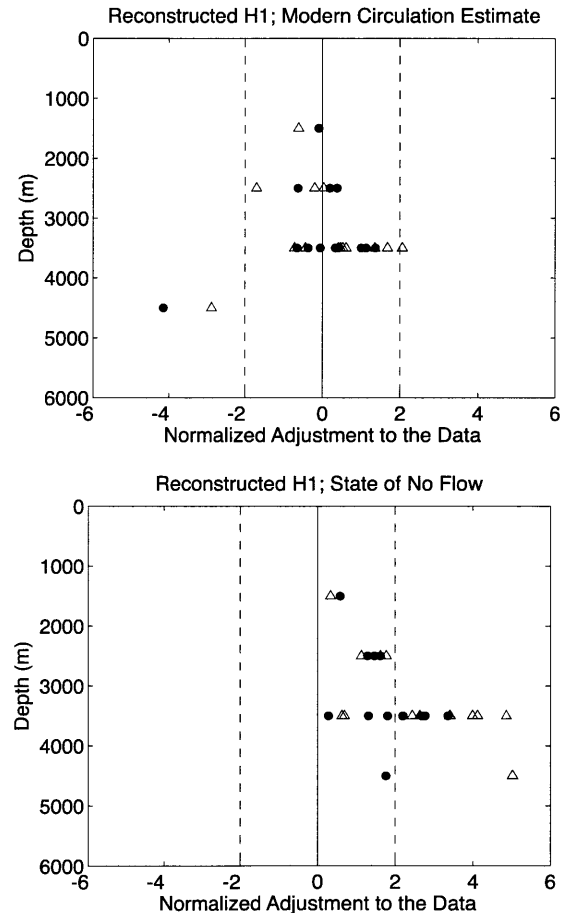 Reconstructed H1; Modern Circulation Estimate
0
1000
2000
3000
4000
5000
6000
Depth (m)
-6 -4 -2 0 2 4 6
Normalized Adjustment to the Data
Reconstructed H1; State of No Flow
0
1000
2000
3000
4000
5000
6000
Depth (m)
-6 -4 -2 0 2 4 6
Normalized Adjustment to the Data